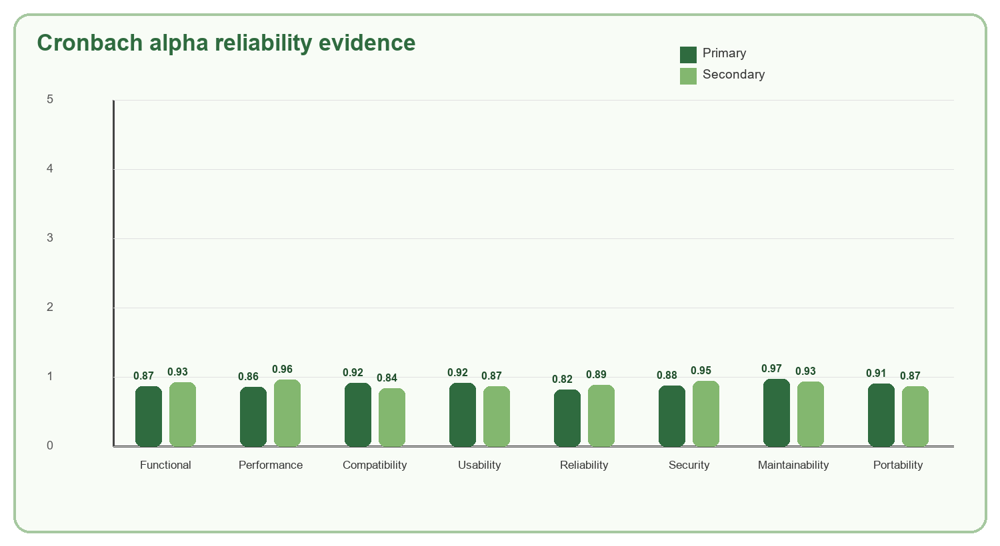 Cronbach alpha reliability evidence
Primary
Secondary
5
4
3
2
1
0
0.87 0.93 0.86 0.96 0.92 0.84 0.92 0.87 0.82 0.89 0.88 0.95 0.97 0.93 0.91 0.87
Functional Performance Compatibility Usability Reliability Security Maintainability Portability